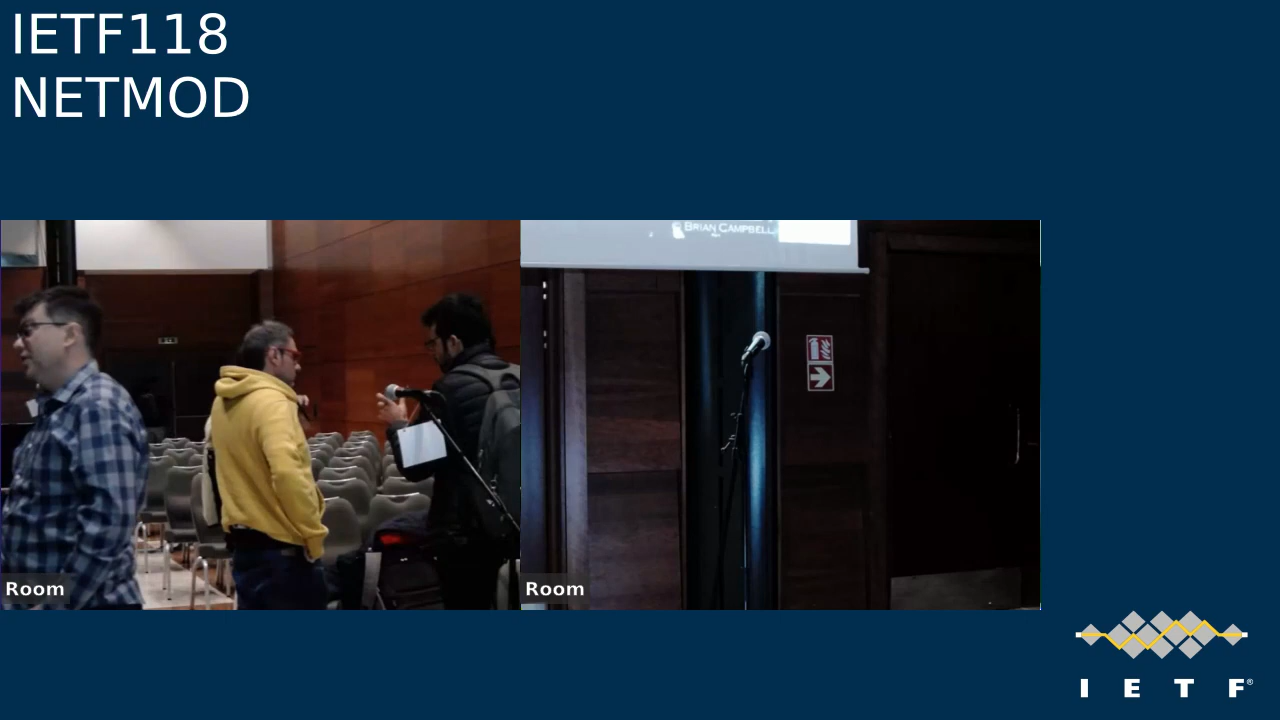 IETF118
NETMOD
BRIAN CAMPBELL
Room
Room
I E T F®